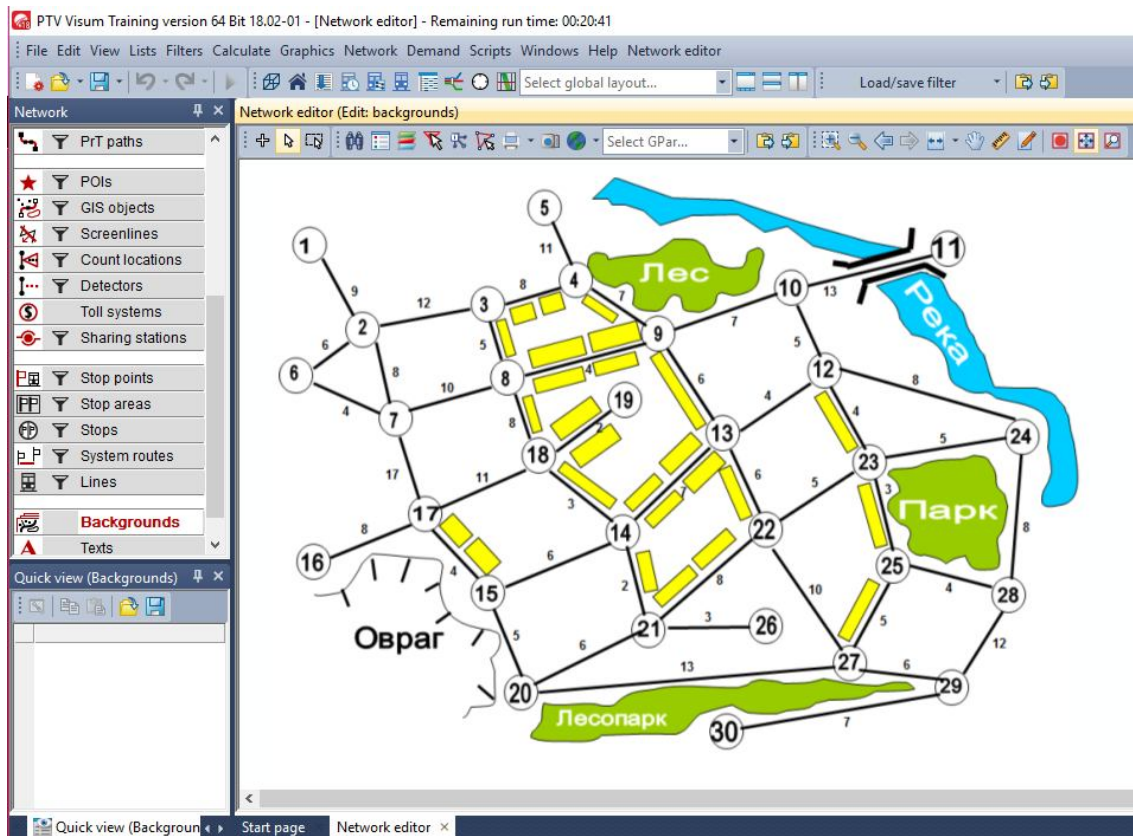 PTV Visum Training version 64 Bit 18.02-01 - [Network editor] - Remaining run time: 00:20:41
File Edit View Lists Filters Calculate Graphics Network Demand Scripts Windows Help Network editor
Select global layout... Load/save filter
Network
Network editor (Edit: backgrounds)
Select GPar...
PrT paths
POIs
GIS objects
Screenlines
Count locations
Detectors
Toll systems
Sharing stations
Stop points
Stop areas
Stops
System routes
Lines
Backgrounds
Texts
Quick view (Backgrounds)
5
1
11
11
4
Лес
8
7
10
13
9
12
3
2
9
7
Река
6
5
5
6
8
8
4
6
12
8
10
4
4
7
19
8
4
13
24
5
2
18
23
17
11
6
5
3
Парк
3
7
17
8
14
22
8
16
6
25
4
2
8
10
4
15
28
Овраг
5
21
3
26
5
6
12
13
27
6
20
29
Лесопарк
30
7
Quick view (Backgroun
Start page
Network editor